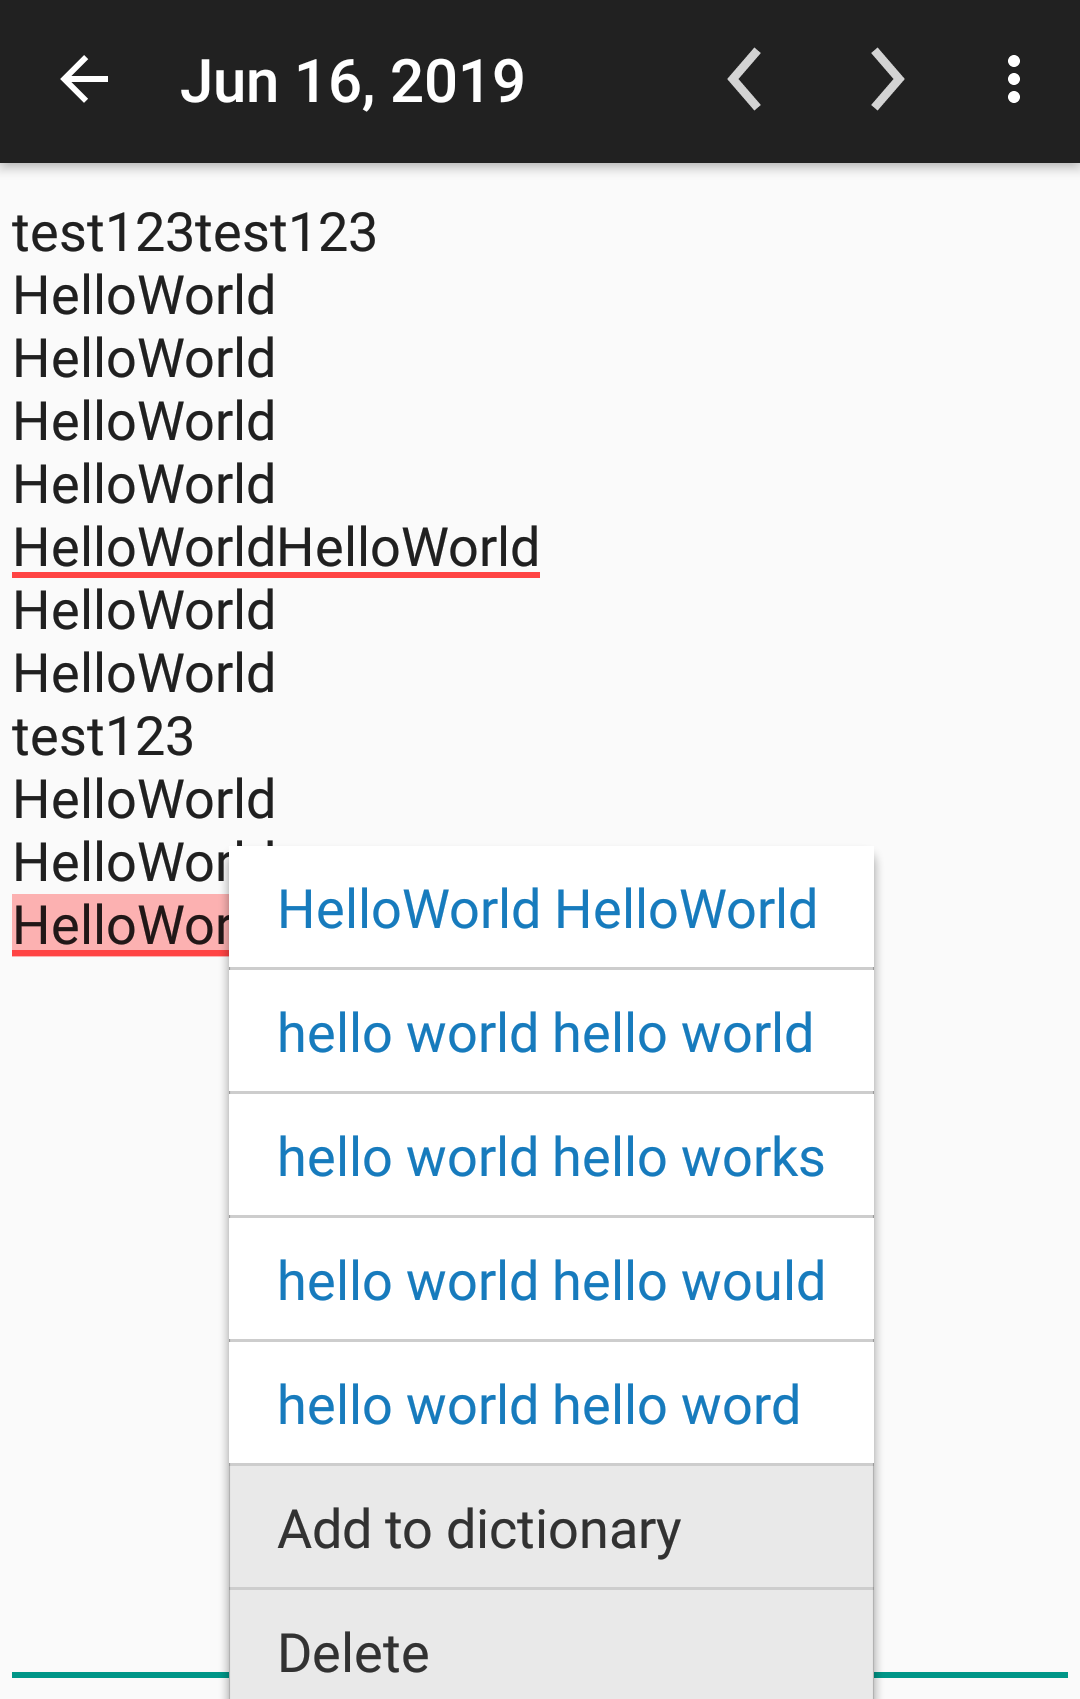 Jun 16, 2019
test123test123
HelloWorld
HelloWorld
HelloWorld
HelloWorld
HelloWorldHelloWorld
HelloWorld
HelloWorld
test123
HelloWorld
HelloWor
HelloWor
HelloWorld HelloWorld
hello world hello world
hello world hello works
hello world hello would
hello world hello word
Add to dictionary
Delete